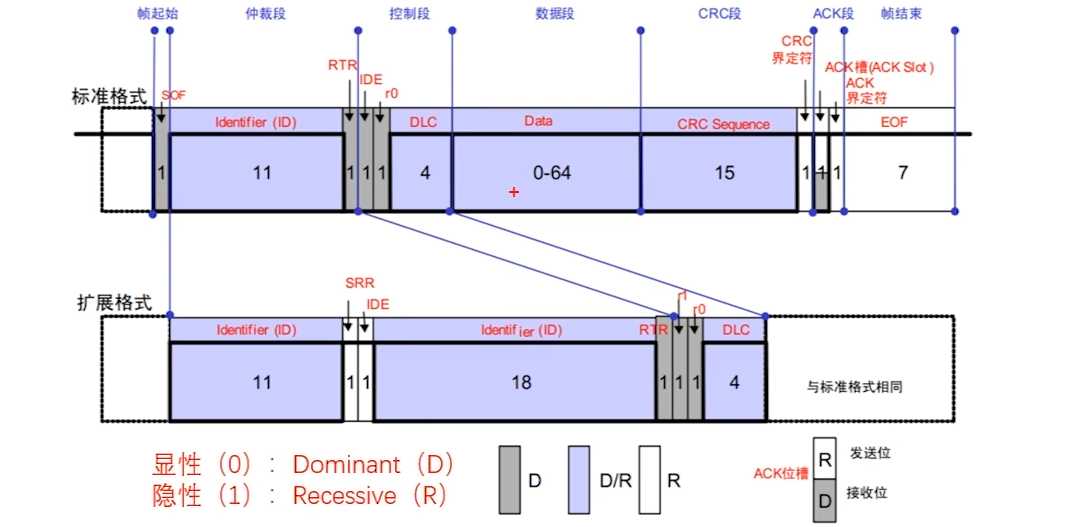 帧起始 仲裁段 控制段 数据段 CRC段 ACK段 帧结束
CRC
界定符
RTR
IDE
r0
ACK槽(ACK Slot)
ACK
界定符
标准格式
SOF
Identifier (ID) DLC Data CRC Sequence EOF
1 11 1 1 1 4 0-64 15 1 1 1 7
SRR
IDE
r1
r0
扩展格式
Identifier (ID) Identifier (ID) RTR DLC
11 1 1 18 1 1 1 4 与标准格式相同
显性（0）：Dominant（D）
隐性（1）：Recessive（R）
D D/R R
ACK位槽
R 发送位
D 接收位